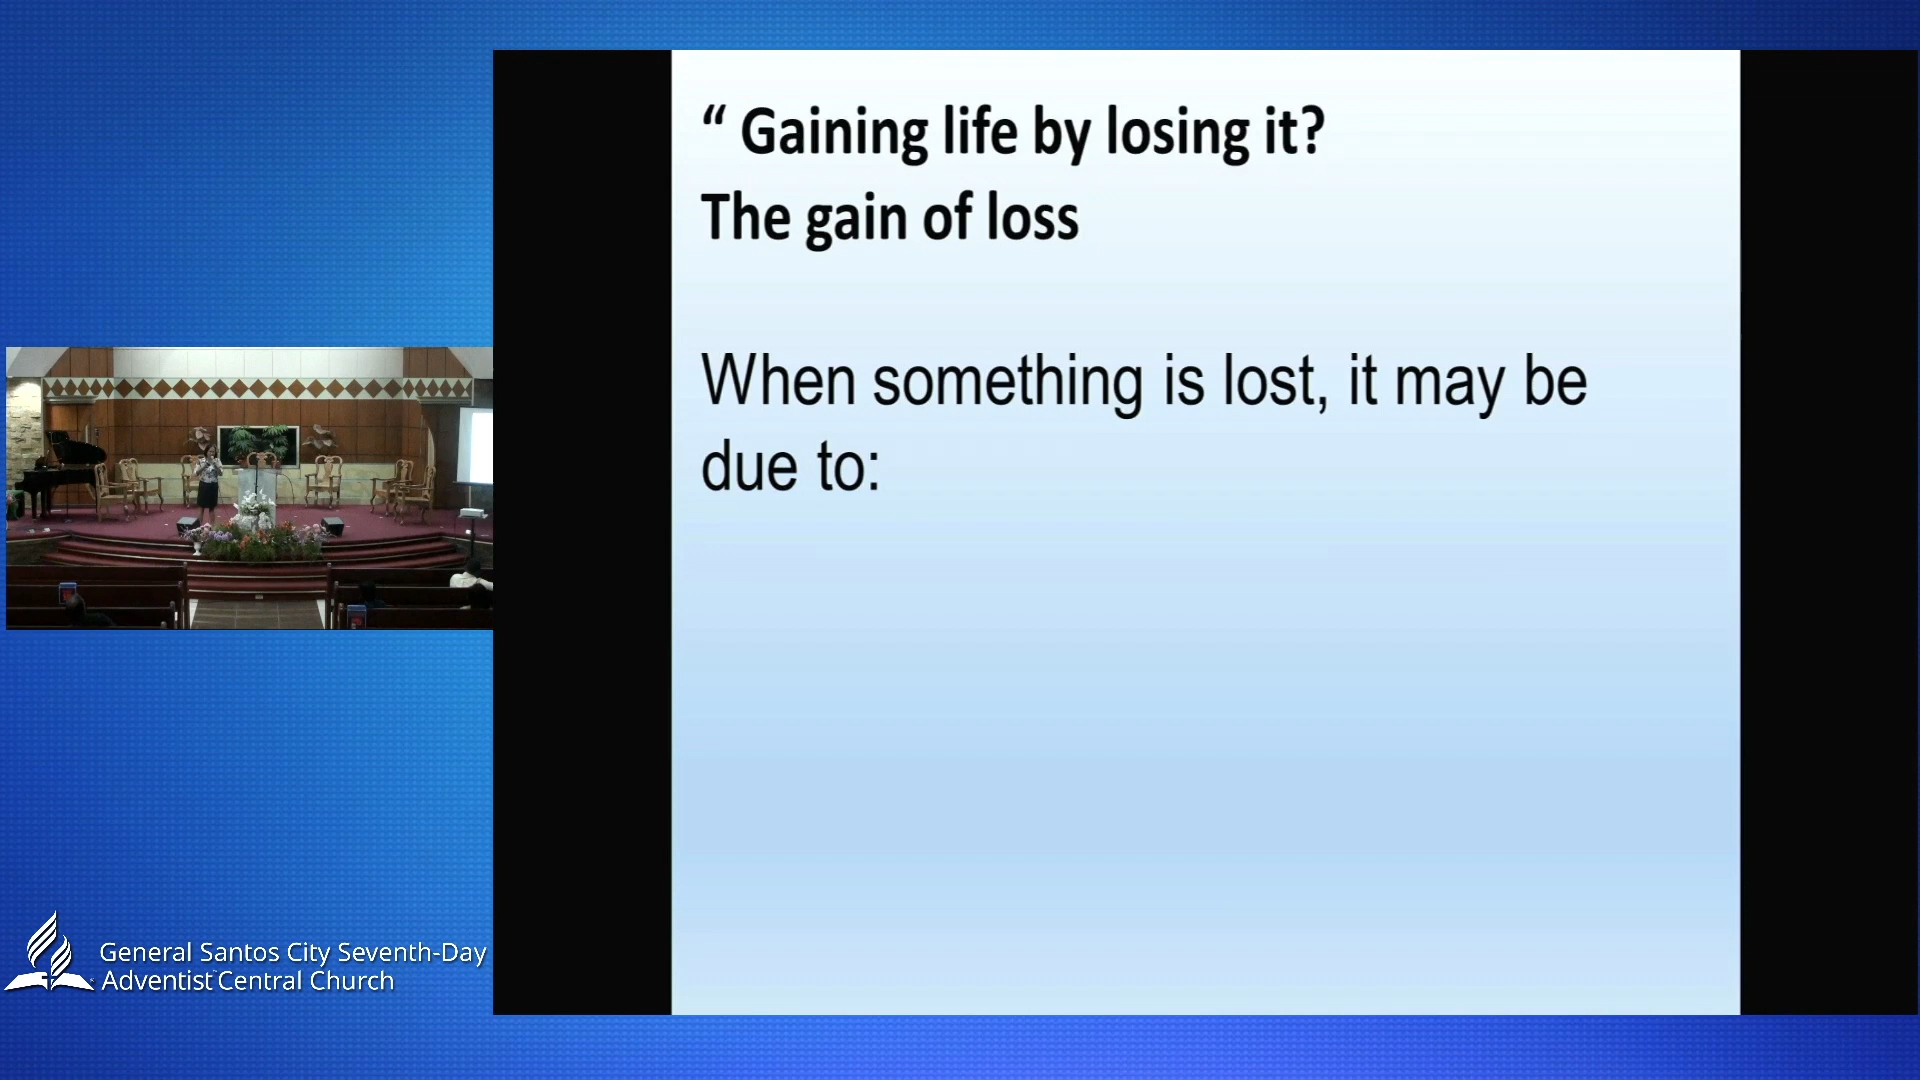 “ Gaining life by losing it?
The gain of loss
When something is lost, it may be
due to:
General Santos City Seventh-Day
Adventist Central Church